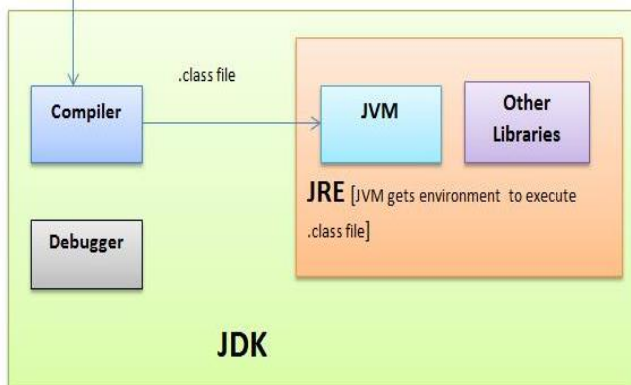 .class file
Compiler
JVM
Other
Libraries
JRE [JVM gets environment to execute
.class file]
Debugger
JDK